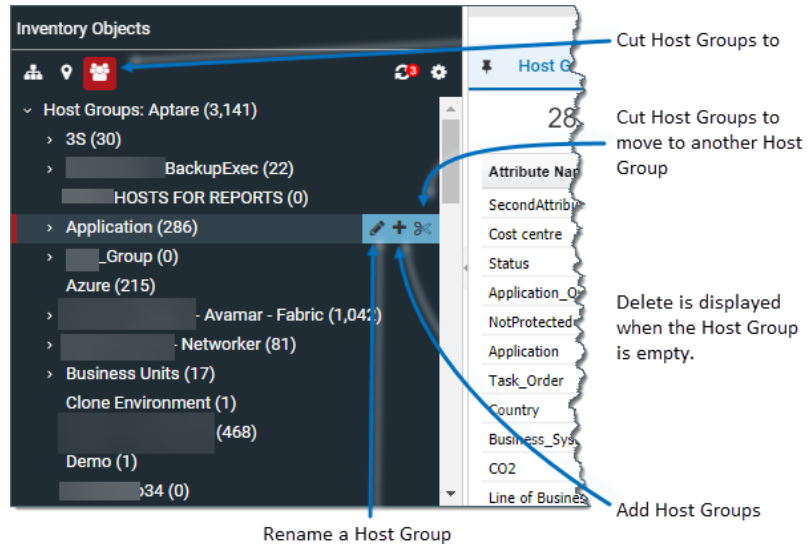 Inventory Objects
3
Host Groups: Aptare (3,141)
3S (30)
BackupExec (22)
HOSTS FOR REPORTS (0)
Application (286)
_Group (0)
Azure (215)
- Avamar - Fabric (1,042)
- Networker (81)
Business Units (17)
Clone Environment (1)
(468)
Demo (1)
34 (0)
Host G
28
Attribute Na
SecondAttribu
Cost centre
Status
Application_O
NotProtected
Application
Task_Order
Country
Business_Sys
CO2
Line of Busines
Cut Host Groups to
Cut Host Groups to
move to another Host
Group
Delete is displayed
when the Host Group
is empty.
Add Host Groups
Rename a Host Group